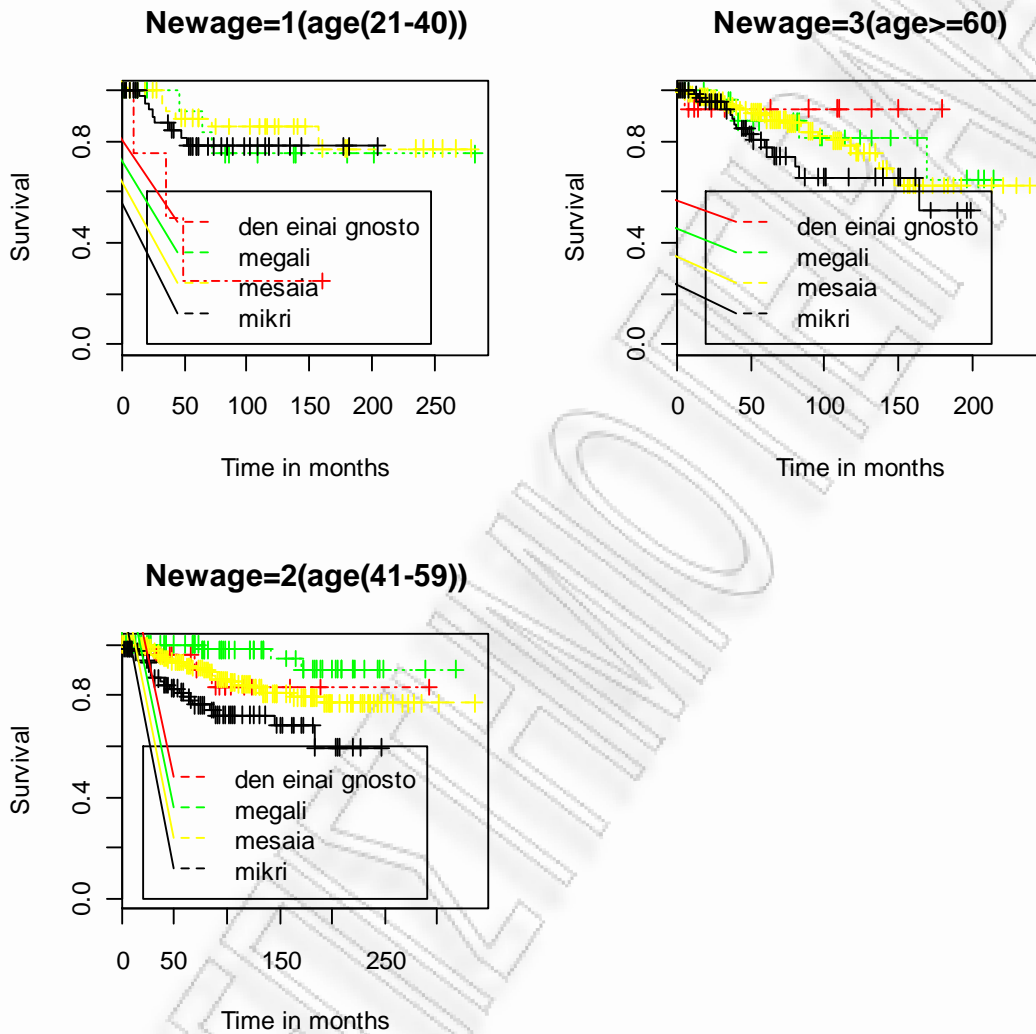 Newage=1(age(21-40))
Survival
0.0 0.4 0.8
den einai gnosto
megali
mesaia
mikri
0 50 100 150 200 250
Time in months
Newage=3(age>=60)
Survival
0.0 0.4 0.8
den einai gnosto
megali
mesaia
mikri
0 50 100 150 200
Time in months
Newage=2(age(41-59))
Survival
0.0 0.4 0.8
den einai gnosto
megali
mesaia
mikri
0 50 150 250
Time in months